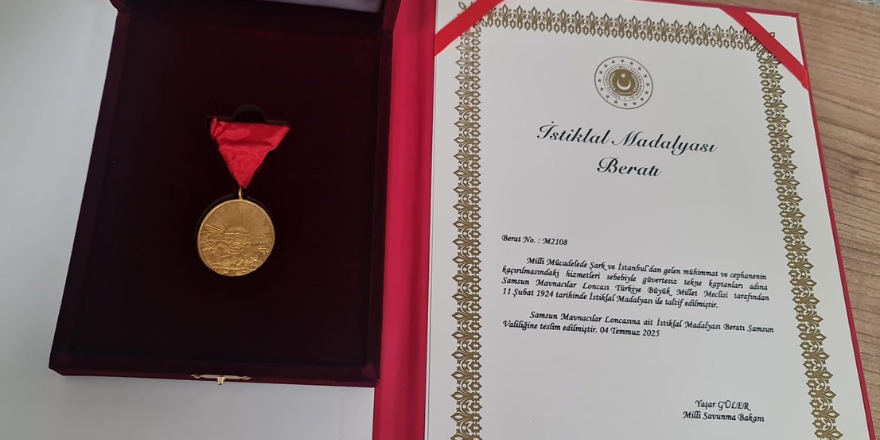 İstiklal Madalyası
Beratı
Berat No. : M2108
Milli Mücadelede Şark ve İstanbul'dan gelen mühimmat ve cephanenin
kaçırılmasındaki hizmetleri sebebiyle güvertesiz tekne kaptanları adına
Samsun Mavnacılar Loncası Türkiye Büyük Millet Meclisi tarafından
11 Şubat 1924 tarihinde İstiklal Madalyası ile taltif edilmiştir.
Samsun Mavnacılar Loncasına ait İstiklal Madalyası Beratı Samsun
Valiliğine teslim edilmiştir. 04 Temmuz 2025
Yaşar GÜLER
Milli Savunma Bakanı